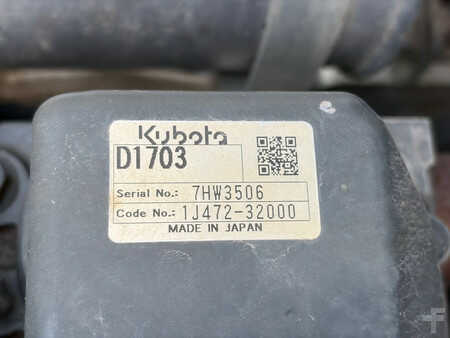 Kubota
D1703
Serial No.: 7HW3506
Code No.: 1J472-32000
MADE IN JAPAN